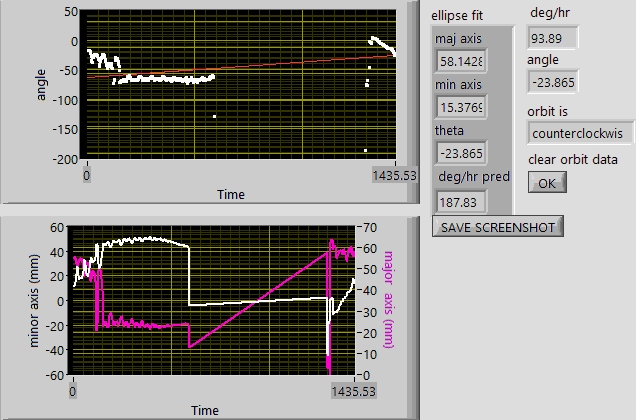 50
0
-50
-100
-150
-200
angle
0
1435.53
Time
60
40
20
0
-20
-40
-60
minor axis (mm)
70
60
50
40
30
20
10
0
major axis (mm)
0
1435.53
Time
ellipse fit
maj axis
58.1428
min axis
15.3769
theta
-23.865
deg/hr pred
187.83
SAVE SCREENSHOT
deg/hr
93.89
angle
-23.865
orbit is
counterclockwis
clear orbit data
OK